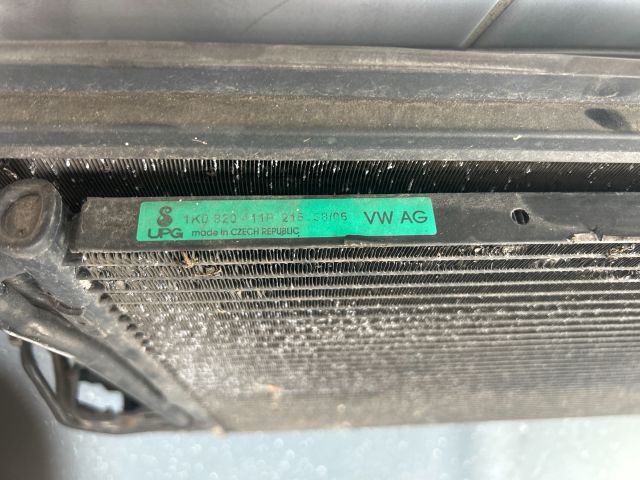 1K0 820 411P 215 08/06 VW AG
UPG made in CZECH REPUBLIC